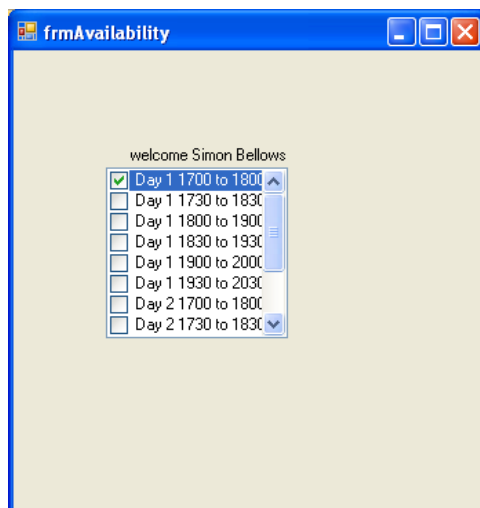 frmAvailability
welcome Simon Bellows
Day 1 1700 to 1800
Day 1 1730 to 1830
Day 1 1800 to 1900
Day 1 1830 to 1930
Day 1 1900 to 2000
Day 1 1930 to 2030
Day 2 1700 to 1800
Day 2 1730 to 1830